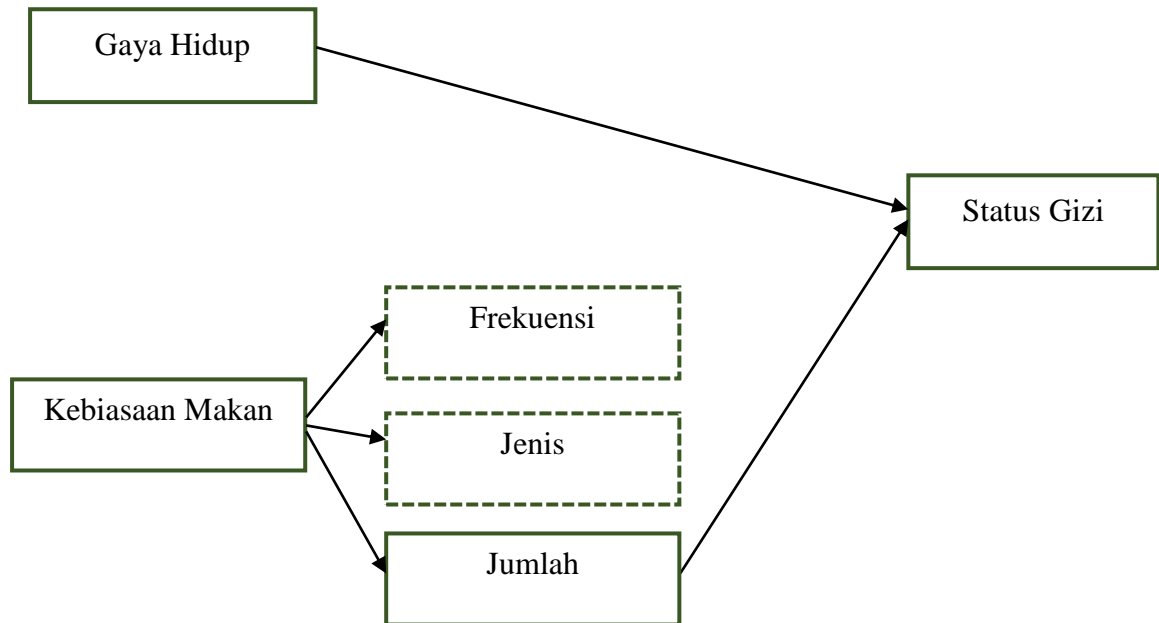 Gaya Hidup
Status Gizi
Frekuensi
Kebiasaan Makan
Jenis
Jumlah